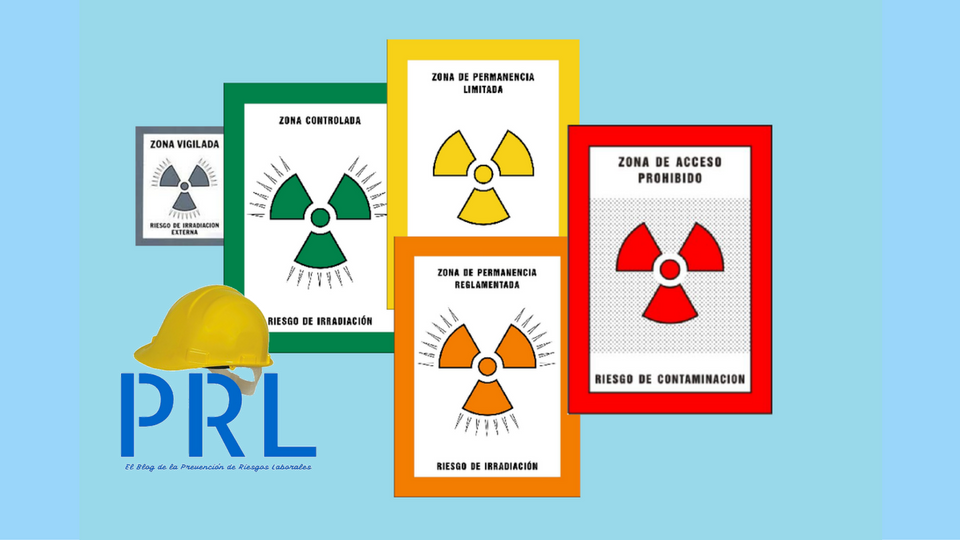 ZONA VIGILADA
RIESGO DE IRRADIACION
EXTERNA
ZONA CONTROLADA
RIESGO DE IRRADIACIÓN
ZONA DE PERMANENCIA
LIMITADA
ZONA DE PERMANENCIA
REGLAMENTADA
RIESGO DE IRRADIACIÓN
ZONA DE ACCESO
PROHIBIDO
RIESGO DE CONTAMINACION
PRL
El Blog de la Prevención de Riesgos Laborales